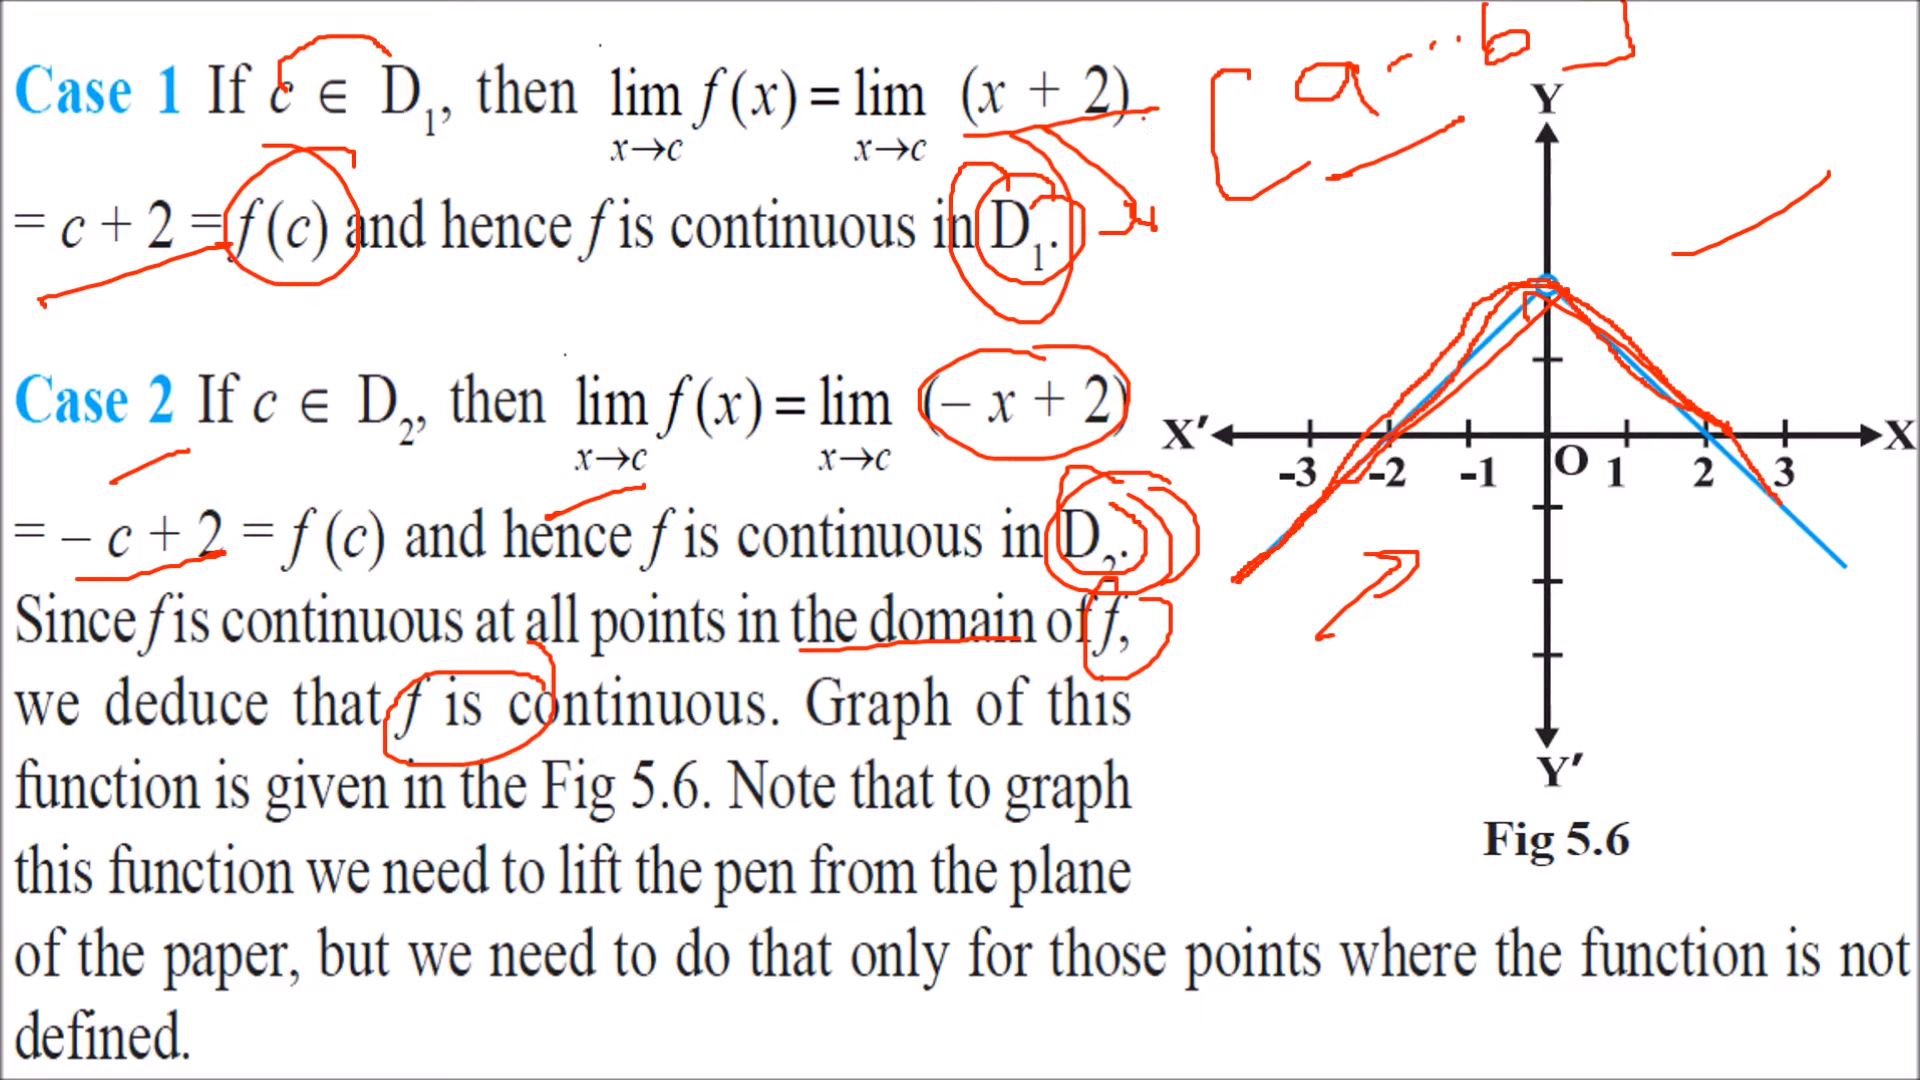 Case 1 If c ∈ D₁, then lim f(x) = lim (x + 2)
x→c x→c
= c + 2 = f(c) and hence f is continuous in D₁.
Case 2 If c ∈ D₂, then lim f(x) = lim (– x + 2)
x→c x→c
= – c + 2 = f (c) and hence f is continuous in D₂.
Since f is continuous at all points in the domain of f,
we deduce that f is continuous. Graph of this
function is given in the Fig 5.6. Note that to graph
this function we need to lift the pen from the plane
of the paper, but we need to do that only for those points where the function is not
defined.
[ a ... b ]
Y
X′ X
-3 -2 -1 O 1 2 3
Y′
Fig 5.6